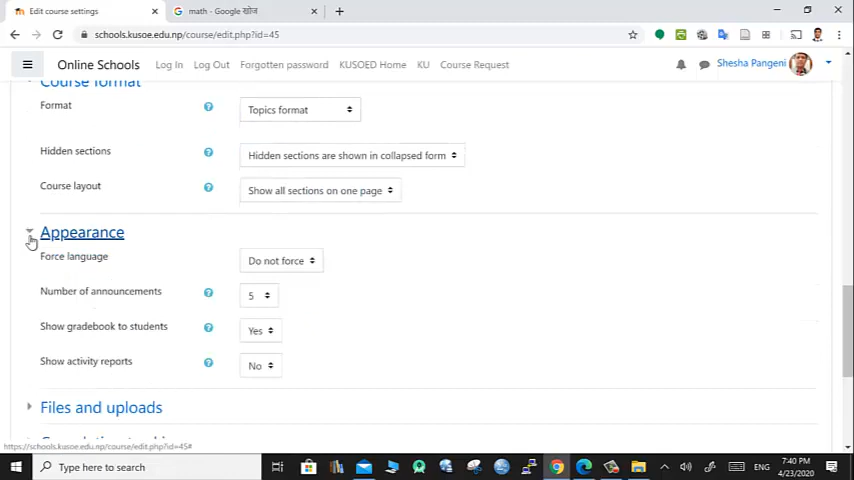 Edit course settings
math - Google खोज
schools.kusoe.edu.np/course/edit.php?id=45
Online Schools Log In Log Out Forgotten password KUSOED Home KU Course Request Shesha Pangeni
Course format
Format Topics format
Hidden sections Hidden sections are shown in collapsed form
Course layout Show all sections on one page
Appearance
Force language Do not force
Number of announcements 5
Show gradebook to students Yes
Show activity reports No
Files and uploads
https://schools.kusoe.edu.np/course/edit.php?id=45#
Type here to search
ENG
7:40 PM
4/23/2020